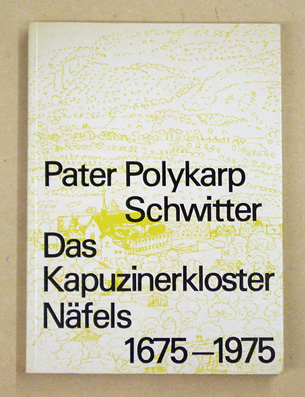 Pater Polykarp
Schwitter
Das
Kapuzinerkloster
Näfels
1675–1975